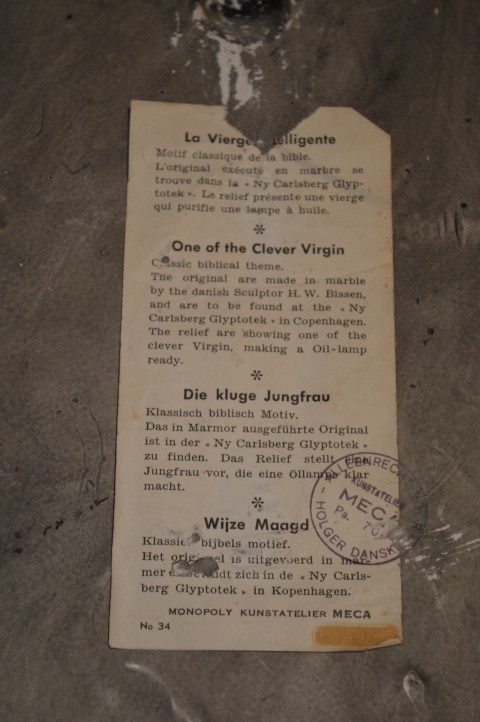 La Vierge
Motif classique de la bible.
L'original exécuté en marbre se
trouve dans la « Ny Carlsberg Glyp-
totek ». Le relief présente une vierge
qui purifie une lampe à huile.
*
One of the Clever Virgin
Classic biblical theme.
The original are made in marble
by the danish Sculptor H. W. Bissen,
and are to be found at the « Ny
Carlsberg Glyptotek » in Copenhagen.
The relief are showing one of the
clever Virgin, making a Oil-lamp
ready.
*
Die kluge Jungfrau
Klassisch biblisch Motiv.
Das in Marmor ausgeführte Original
ist in der « Ny Carlsberg Glyptotek »
zu finden. Das Relief stellt eine
Jungfrau vor, die eine Öllampe klar
macht.
*
Wijze Maagd
bijbels motief.
Het is uitgevoerd in mar-
mer zich in de « Ny Carls-
berg Glyptotek » in Kopenhagen.
MONOPOLY KUNSTATELIER MECA
No 34
KUNSTATELIER
MECA
Pa.
HOLGER DANSK